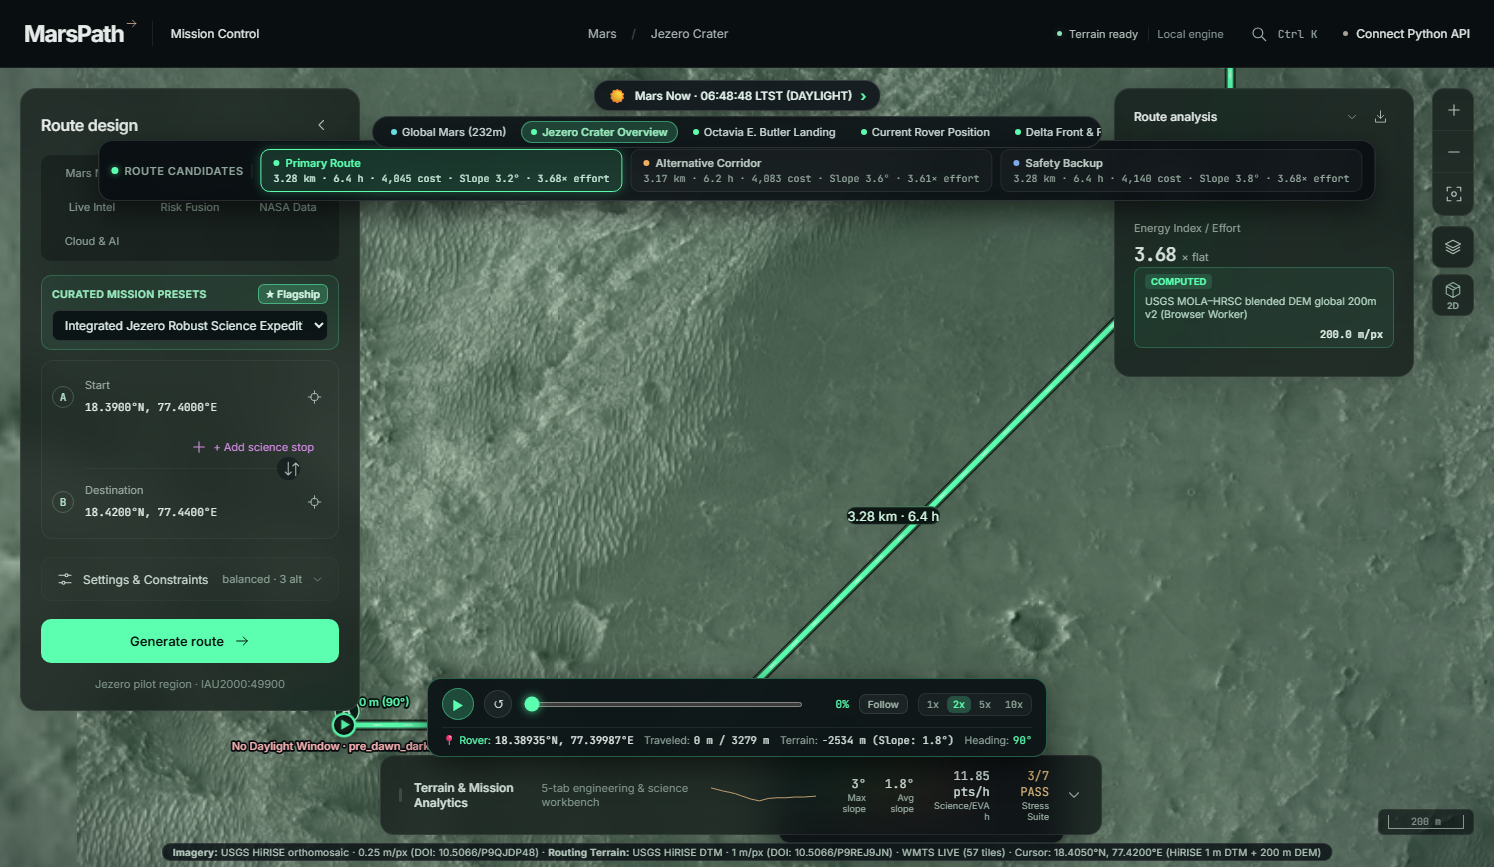 MarsPath
Mission Control
Mars / Jezero Crater
Terrain ready
Local engine
Ctrl K
Connect Python API
Mars Now · 06:48:48 LTST (DAYLIGHT) ›
Global Mars (232m)
Jezero Crater Overview
Octavia E. Butler Landing
Current Rover Position
Delta Front &
Route design
ROUTE CANDIDATES
Primary Route
3.28 km · 6.4 h · 4,045 cost · Slope 3.2° · 3.68× effort
Alternative Corridor
3.17 km · 6.2 h · 4,083 cost · Slope 3.6° · 3.61× effort
Safety Backup
3.28 km · 6.4 h · 4,140 cost · Slope 3.8° · 3.68× effort
Mars
Live Intel
Risk Fusion
NASA Data
Cloud & AI
CURATED MISSION PRESETS
★ Flagship
Integrated Jezero Robust Science Expedit
A
Start
18.3900°N, 77.4000°E
+ Add science stop
B
Destination
18.4200°N, 77.4400°E
Settings & Constraints
balanced · 3 alt
Generate route →
Jezero pilot region · IAU2000:49900
Route analysis
Energy Index / Effort
3.68 × flat
COMPUTED
USGS MOLA–HRSC blended DEM global 200m
v2 (Browser Worker)
200.0 m/px
2D
3.28 km · 6.4 h
0 m (90°)
No Daylight Window · pre_dawn_dark
0%
Follow
1x
2x
5x
10x
Rover: 18.38935°N, 77.39987°E
Traveled: 0 m / 3279 m
Terrain: -2534 m (Slope: 1.8°)
Heading: 90°
Terrain & Mission
Analytics
5-tab engineering & science
workbench
3°
Max
slope
1.8°
Avg
slope
11.85
pts/h
Science/EVA
h
3/7
PASS
Stress
Suite
200 m
Imagery: USGS HiRISE orthomosaic · 0.25 m/px (DOI: 10.5066/P9QJDP48) · Routing Terrain: USGS HiRISE DTM · 1 m/px (DOI: 10.5066/P9REJ9JN) · WMTS LIVE (57 tiles) · Cursor: 18.4050°N, 77.4200°E (HiRISE 1 m DTM + 200 m DEM)